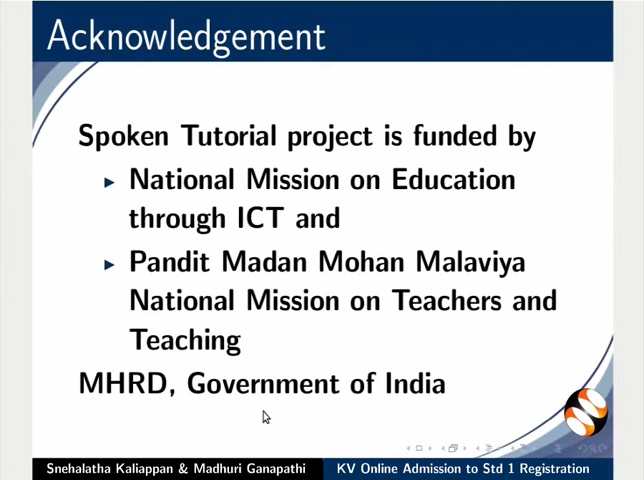 Acknowledgement
Spoken Tutorial project is funded by
National Mission on Education
through ICT and
Pandit Madan Mohan Malaviya
National Mission on Teachers and
Teaching
MHRD, Government of India
Snehalatha Kaliappan & Madhuri Ganapathi
KV Online Admission to Std 1 Registration